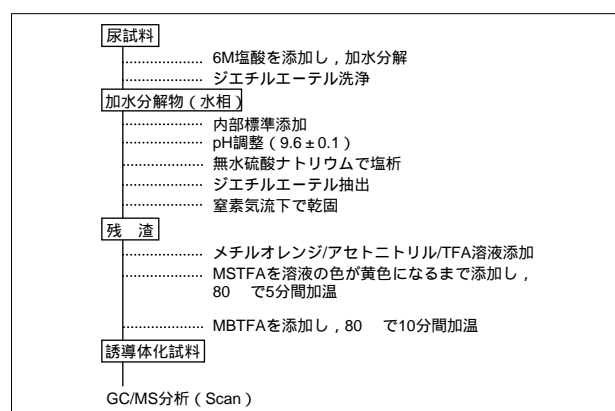 尿試料
6M塩酸を添加し，加水分解
ジエチルエーテル洗浄
加水分解物（水相）
内部標準添加
pH調整（9.6±0.1）
無水硫酸ナトリウムで塩析
ジエチルエーテル抽出
窒素気流下で乾固
残　渣
メチルオレンジ/アセトニトリル/TFA溶液添加
MSTFAを溶液の色が黄色になるまで添加し，
80　で5分間加温
MBTFAを添加し，80　で10分間加温
誘導体化試料
GC/MS分析（Scan）